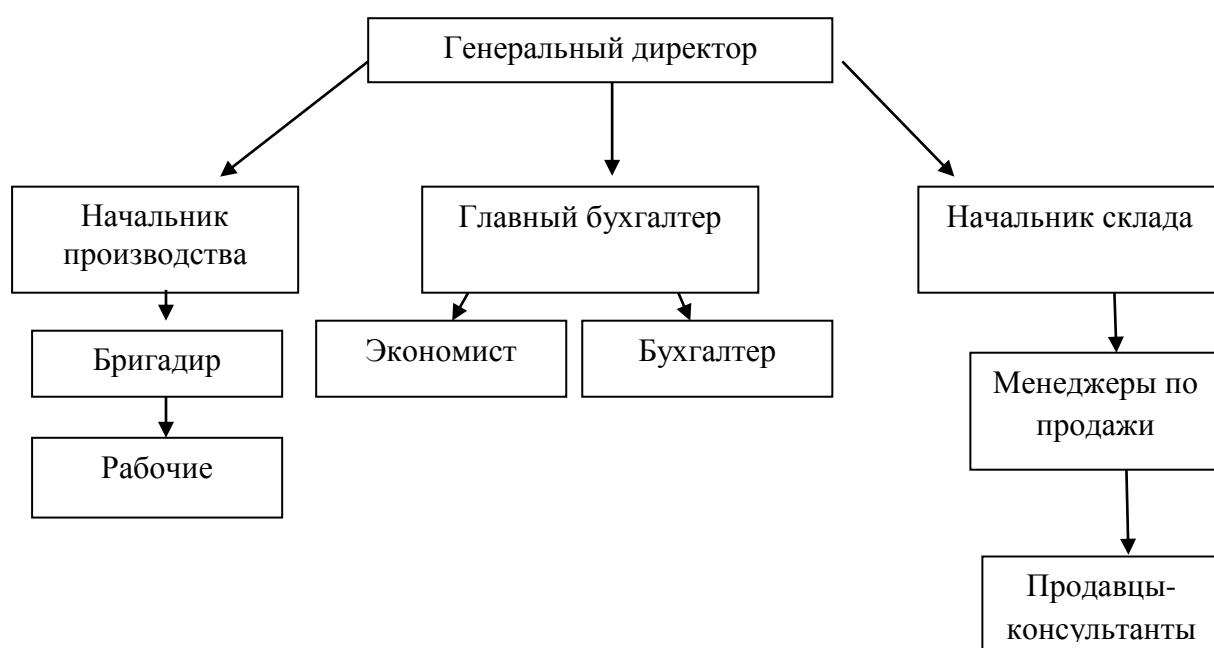 Генеральный директор
Начальник
производства
Главный бухгалтер
Начальник склада
Экономист
Бухгалтер
Бригадир
Менеджеры по
продажи
Рабочие
Продавцы-
консультанты